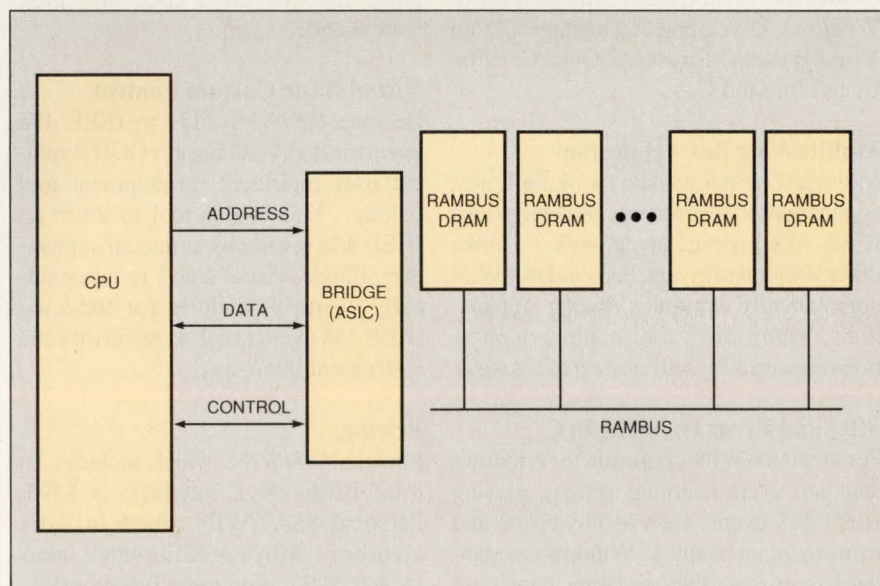 CPU
ADDRESS
DATA
CONTROL
BRIDGE
(ASIC)
RAMBUS
DRAM
RAMBUS
DRAM
RAMBUS
DRAM
RAMBUS
DRAM
RAMBUS